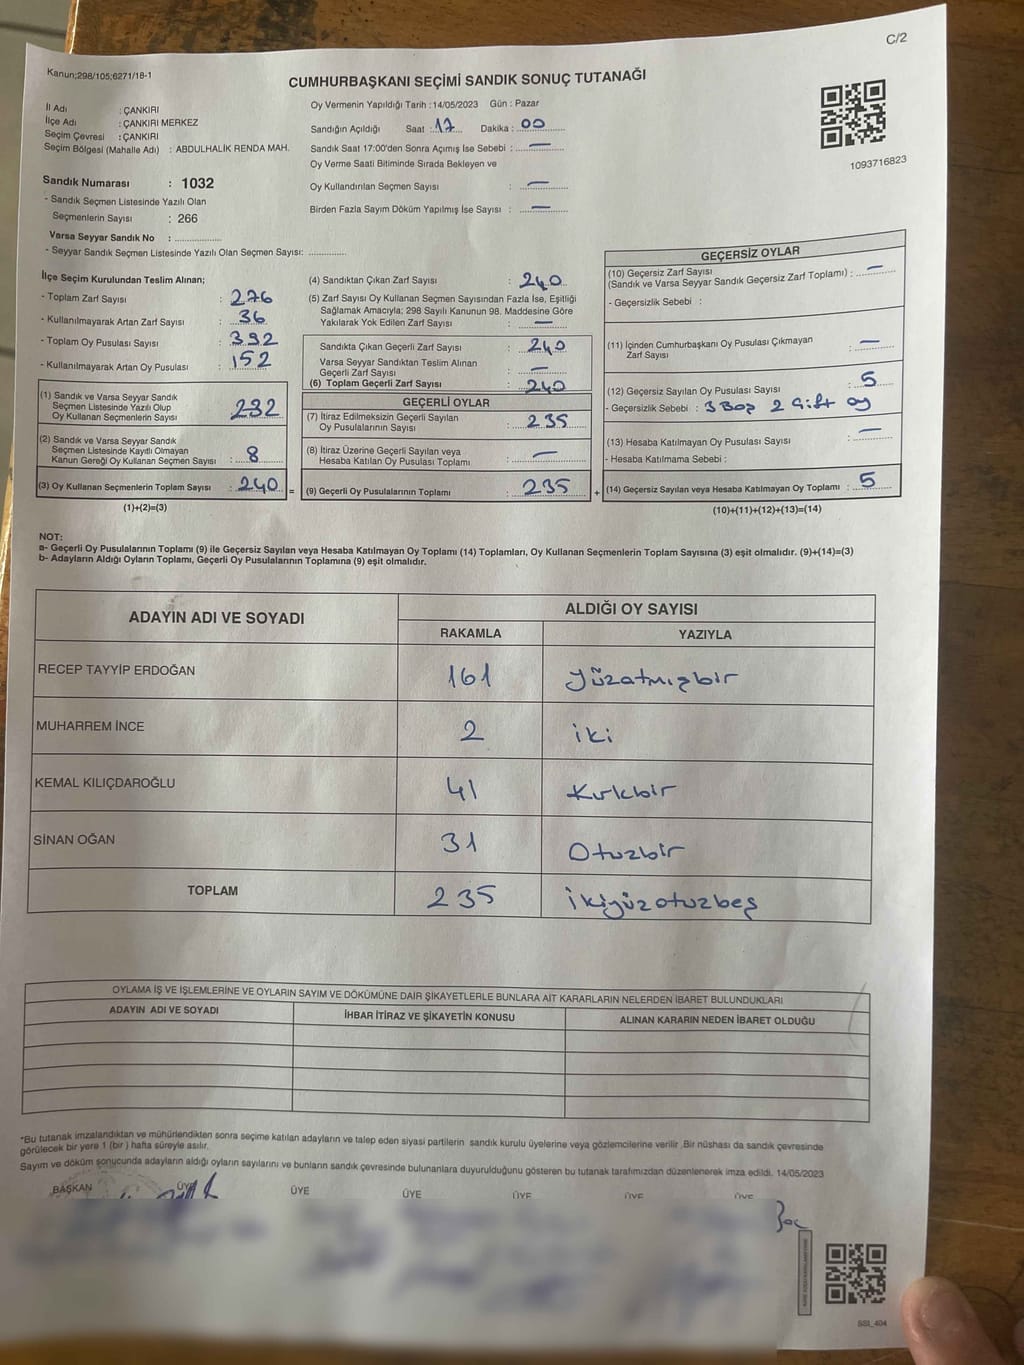 C/2
Kanun;298/105;6271/18-1
CUMHURBAŞKANI SEÇİMİ SANDIK SONUÇ TUTANAĞI
İl Adı : ÇANKIRI
İlçe Adı : ÇANKIRI MERKEZ
Seçim Çevresi : ÇANKIRI
Seçim Bölgesi (Mahalle Adı) : ABDULHALİK RENDA MAH.
Sandık Numarası : 1032
- Sandık Seçmen Listesinde Yazılı Olan
Seçmenlerin Sayısı : 266
Varsa Seyyar Sandık No : ..................
- Seyyar Sandık Seçmen Listesinde Yazılı Olan Seçmen Sayısı: ..............
Oy Vermenin Yapıldığı Tarih : 14/05/2023 Gün : Pazar
Sandığın Açıldığı Saat : 17 Dakika : 00
Sandık Saat 17:00'den Sonra Açımış İse Sebebi : —
Oy Verme Saati Bitiminde Sırada Bekleyen ve
Oy Kullandırılan Seçmen Sayısı : —
Birden Fazla Sayım Döküm Yapılmış İse Sayısı : —
1093716823
İlçe Seçim Kurulundan Teslim Alınan;
- Toplam Zarf Sayısı : 276
- Kullanılmayarak Artan Zarf Sayısı : 36
- Toplam Oy Pusulası Sayısı : 392
- Kullanılmayarak Artan Oy Pusulası : 152
(1) Sandık ve Varsa Seyyar Sandık
Seçmen Listesinde Yazılı Olup
Oy Kullanan Seçmenlerin Sayısı : 232
(2) Sandık ve Varsa Seyyar Sandık
Seçmen Listesinde Kayıtlı Olmayan
Kanun Gereği Oy Kullanan Seçmen Sayısı : 8
(3) Oy Kullanan Seçmenlerin Toplam Sayısı : 240 =
(1)+(2)=(3)
(4) Sandıktan Çıkan Zarf Sayısı : 240
(5) Zarf Sayısı Oy Kullanan Seçmen Sayısından Fazla İse, Eşitliği
Sağlamak Amacıyla; 298 Sayılı Kanunun 98. Maddesine Göre
Yakılarak Yok Edilen Zarf Sayısı : —
Sandıkta Çıkan Geçerli Zarf Sayısı : 240
Varsa Seyyar Sandıktan Teslim Alınan
Geçerli Zarf Sayısı : —
(6) Toplam Geçerli Zarf Sayısı : 240
GEÇERLİ OYLAR
(7) İtiraz Edilmeksizin Geçerli Sayılan
Oy Pusulalarının Sayısı : 235
(8) İtiraz Üzerine Geçerli Sayılan veya
Hesaba Katılan Oy Pusulası Toplamı : —
(9) Geçerli Oy Pusulalarının Toplamı : 235 +
GEÇERSİZ OYLAR
(10) Geçersiz Zarf Sayısı
(Sandık ve Varsa Seyyar Sandık Geçersiz Zarf Toplamı) : —
- Geçersizlik Sebebi :
(11) İçinden Cumhurbaşkanı Oy Pusulası Çıkmayan
Zarf Sayısı : —
(12) Geçersiz Sayılan Oy Pusulası Sayısı : 5
- Geçersizlik Sebebi : 3 Boş 2 Çift oy
(13) Hesaba Katılmayan Oy Pusulası Sayısı : —
- Hesaba Katılmama Sebebi :
(14) Geçersiz Sayılan veya Hesaba Katılmayan Oy Toplamı : 5
(10)+(11)+(12)+(13)=(14)
NOT:
a- Geçerli Oy Pusulalarının Toplamı (9) ile Geçersiz Sayılan veya Hesaba Katılmayan Oy Toplamı (14) Toplamları, Oy Kullanan Seçmenlerin Toplam Sayısına (3) eşit olmalıdır. (9)+(14)=(3)
b- Adayların Aldığı Oyların Toplamı, Geçerli Oy Pusulalarının Toplamına (9) eşit olmalıdır.
ADAYIN ADI VE SOYADI
ALDIĞI OY SAYISI
RAKAMLA YAZIYLA
RECEP TAYYİP ERDOĞAN 161 yüzatmışbir
MUHARREM İNCE 2 iki
KEMAL KILIÇDAROĞLU 41 Kırkbir
SİNAN OĞAN 31 Otuzbir
TOPLAM 235 ikiyüzotuzbeş
OYLAMA İŞ VE İŞLEMLERİNE VE OYLARIN SAYIM VE DÖKÜMÜNE DAİR ŞİKAYETLERLE BUNLARA AİT KARARLARIN NELERDEN İBARET BULUNDUKLARI
ADAYIN ADI VE SOYADI İHBAR İTİRAZ VE ŞİKAYETİN KONUSU ALINAN KARARIN NEDEN İBARET OLDUĞU
*Bu tutanak imzalandıktan ve mühürlendikten sonra seçime katılan adayların ve talep eden siyasi partilerin sandık kurulu üyelerine veya gözlemcilerine verilir. Bir nüshası da sandık çevresinde
görülecek bir yere 1 (bir ) hafta süreyle asılır.
Sayım ve döküm sonucunda adayların aldığı oyların sayılarını ve bunların sandık çevresinde bulunanlara duyurulduğunu gösteren bu tutanak tarafımızdan düzenlenerek imza edildi. 14/05/2023
BAŞKAN ÜYE ÜYE ÜYE ÜYE ÜYE ÜYE
SSI_404